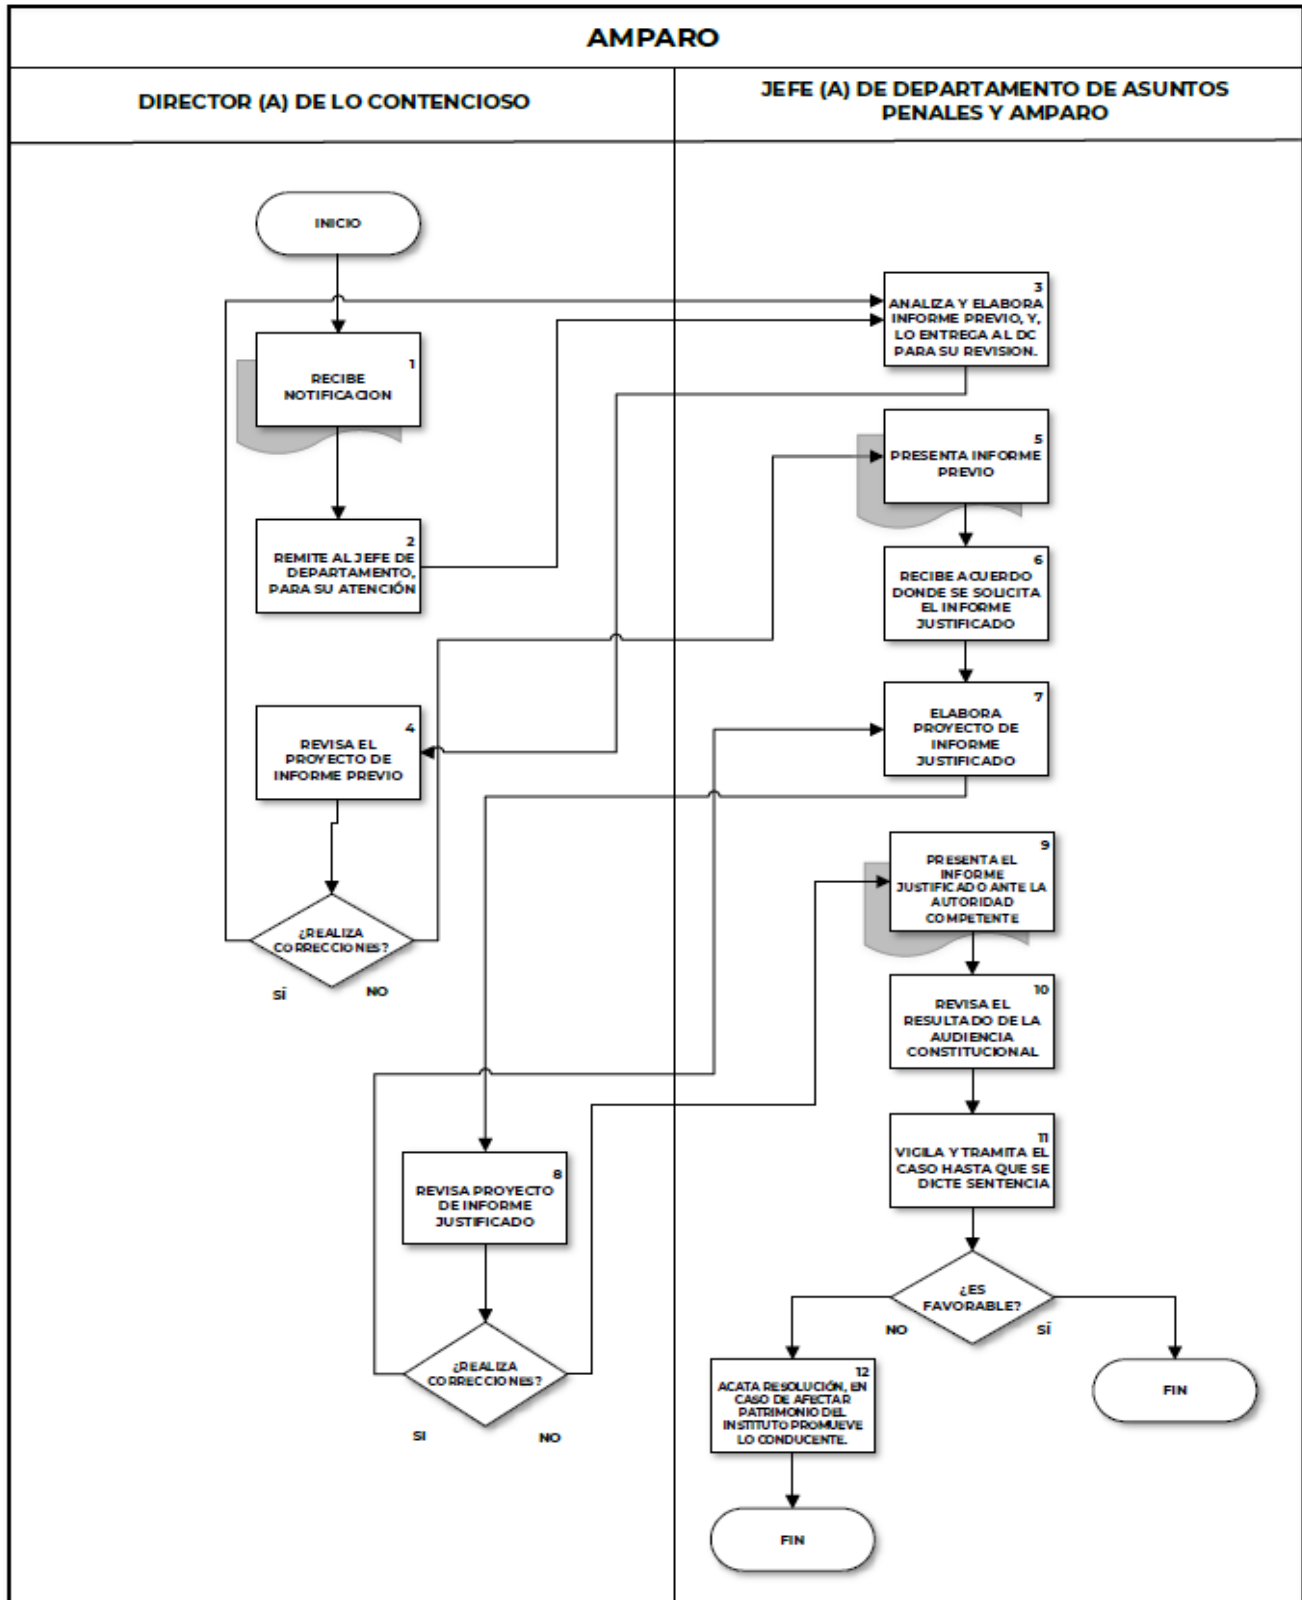 AMPARO
DIRECTOR (A) DE LO CONTENCIOSO
JEFE (A) DE DEPARTAMENTO DE ASUNTOS
PENALES Y AMPARO
INICIO
3
ANALIZA Y ELABORA
INFORME PREVIO, Y,
LO ENTREGA AL DC
PARA SU REVISION.
1
RECIBE
NOTIFICACION
5
PRESENTA INFORME
PREVIO
2
REMITE AL JEFE DE
DEPARTAMENTO,
PARA SU ATENCIÓN
6
RECIBE ACUERDO
DONDE SE SOLICITA
EL INFORME
JUSTIFICADO
4
REVISA EL
PROYECTO DE
INFORME PREVIO
7
ELABORA
PROYECTO DE
INFORME
JUSTIFICADO
¿REALIZA
CORRECCIONES?
SÍ
NO
9
PRESENTA EL
INFORME
JUSTIFICADO ANTE LA
AUTORIDAD
COMPETENTE
10
REVISA EL
RESULTADO DE LA
AUDIENCIA
CONSTITUCIONAL
11
VIGILA Y TRAMITA EL
CASO HASTA QUE SE
DICTE SENTENCIA
8
REVISA PROYECTO
DE INFORME
JUSTIFICADO
¿REALIZA
CORRECCIONES?
SI
NO
¿ES
FAVORABLE?
NO
SÍ
12
ACATA RESOLUCIÓN, EN
CASO DE AFECTAR
PATRIMONIO DEL
INSTITUTO PROMUEVE
LO CONDUCENTE.
FIN
FIN